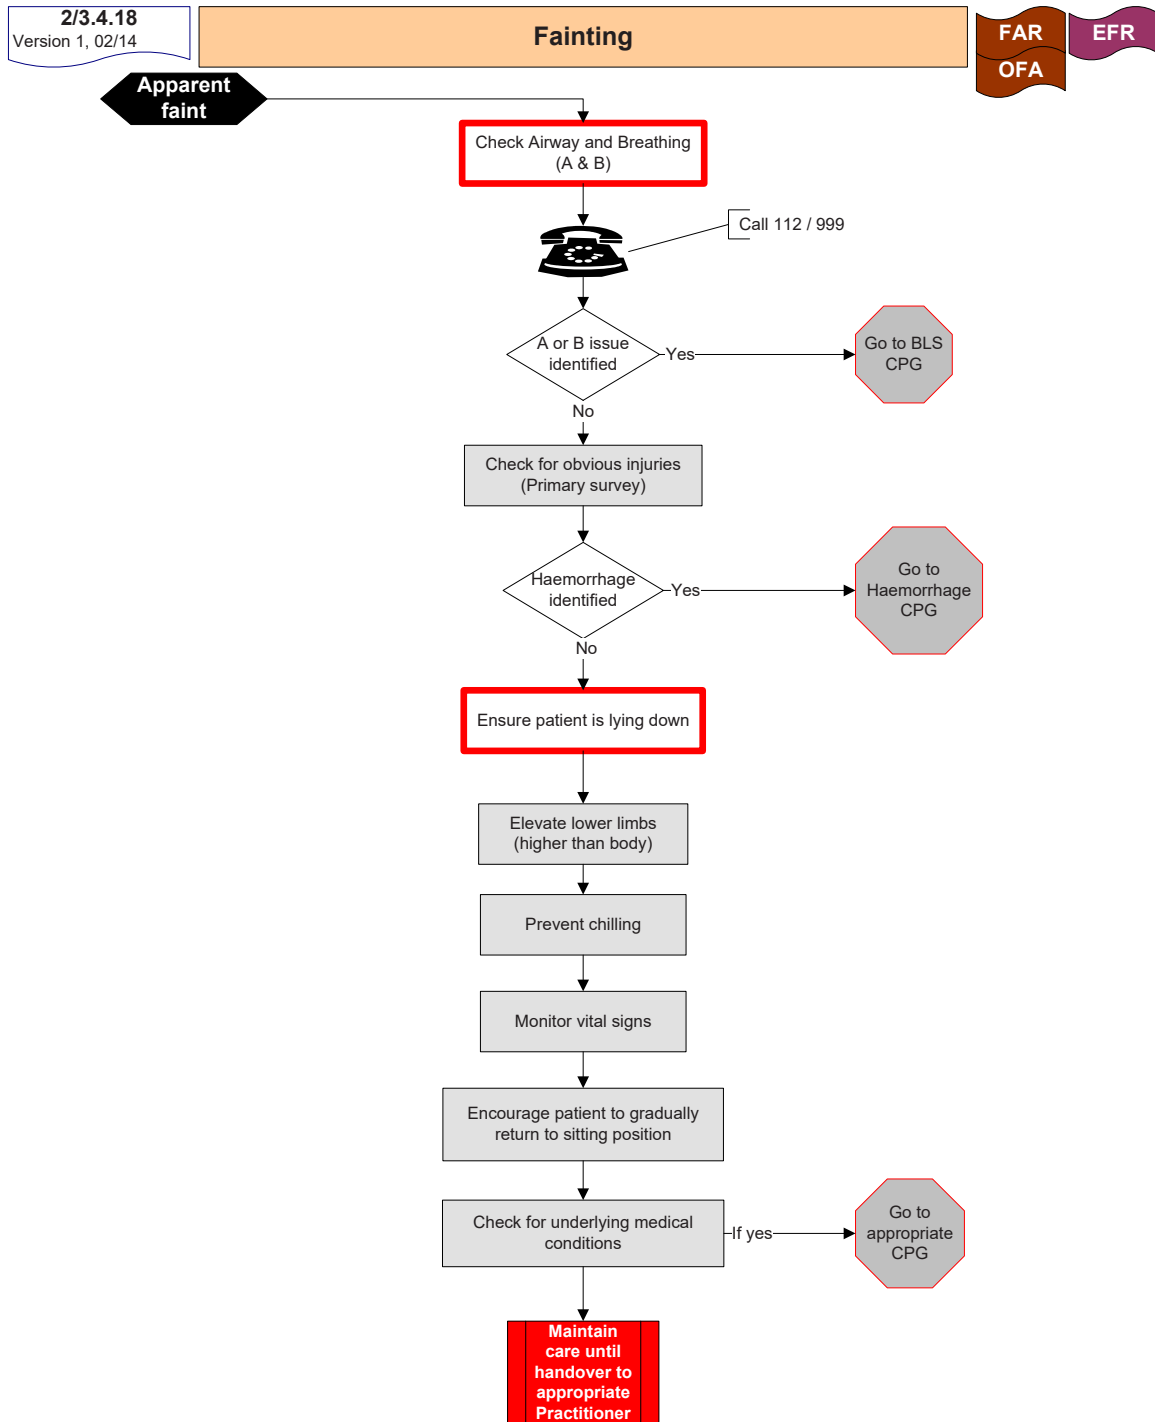 2/3.4.18
Version 1, 02/14
Fainting
FAR
EFR
OFA
Apparent
faint
Check Airway and Breathing
(A & B)
Call 112 / 999
A or B issue
identified
Yes
Go to BLS
CPG
No
Check for obvious injuries
(Primary survey)
Haemorrhage
identified
Yes
Go to
Haemorrhage
CPG
No
Ensure patient is lying down
Elevate lower limbs
(higher than body)
Prevent chilling
Monitor vital signs
Encourage patient to gradually
return to sitting position
Check for underlying medical
conditions
If yes
Go to
appropriate
CPG
Maintain
care until
handover to
appropriate
Practitioner